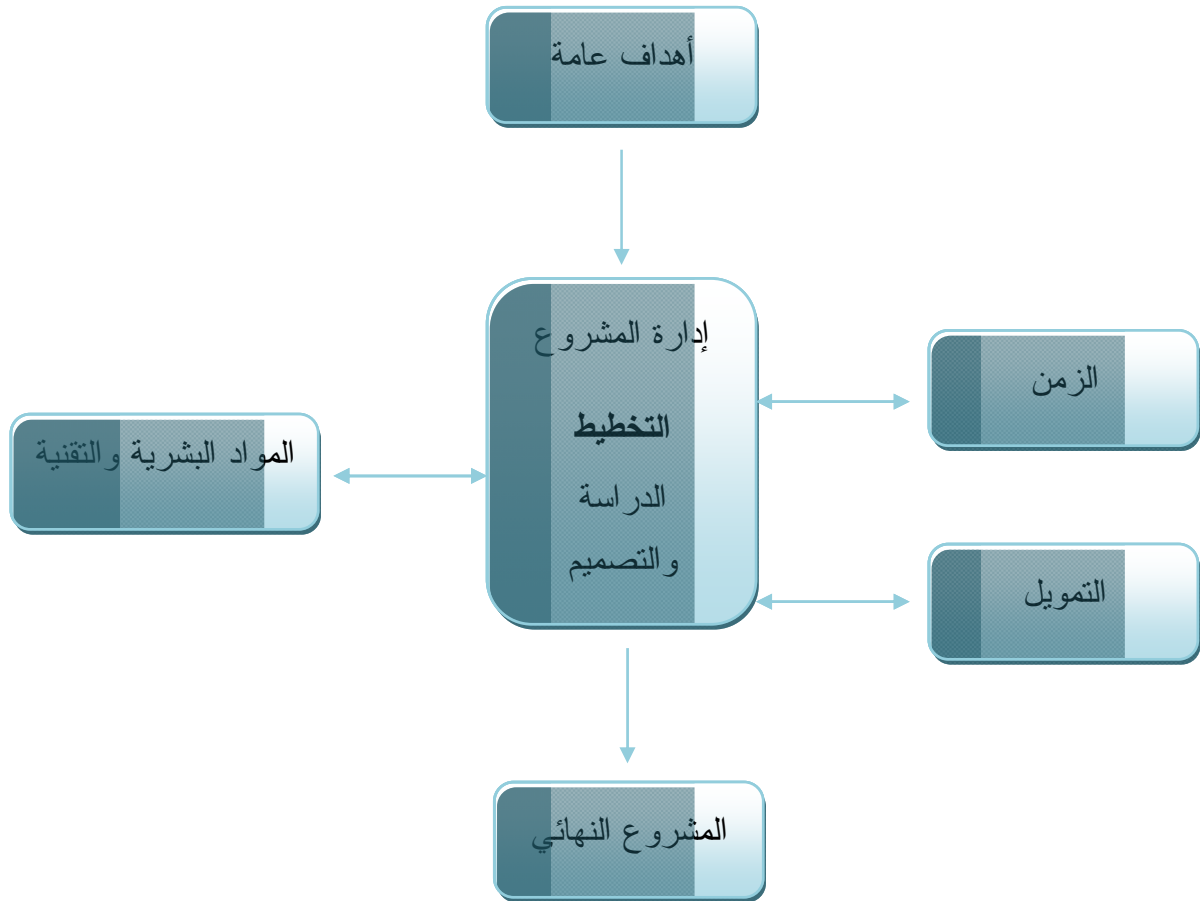 أهداف عامة
إدارة المشروع
التخطيط
الدراسة
والتصميم
الزمن
المواد البشرية والتقنية
التمويل
المشروع النهائي